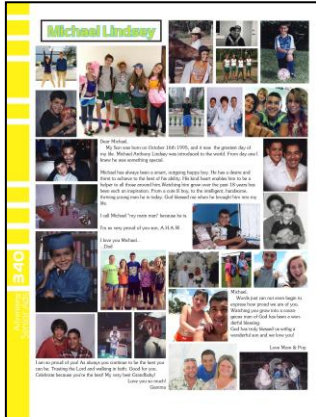 Michael Lindsey
Dear Michael,
My Son was born on October 16th 1995, and it was the greatest day of
my life. Michael Anthony Lindsey was introduced to the world. From day one I
knew he was something special.
Michael has always been a smart, outgoing happy boy. He has a desire and
thirst to achieve to the best of his ability. His kind heart enables him to be a
helper to all those around him. Watching him grow over the past 18 years has
been such an inspiration. From a cute lil boy, to the intelligent, handsome,
thriving young man he is today. God blessed me when he brought him into my
life.
I call Michael "my main man" because he is.
I'm so very proud of you son. A.H.A.M.
I love you Michael...
Dad
340
Michael,
Words just can not even begin to
express how proud we are of you.
Watching you grow into a
young man of God has been a won-
derful blessing.
God has truly blessed us with a
wonderful son and we love you!
Love Mom & Pop
I am so proud of you! As always you continue to be the best you
can be. Trusting the Lord and walking in faith. Good for you.
Celebrate because you're the best! My very best Grandbaby!
Love you so much!